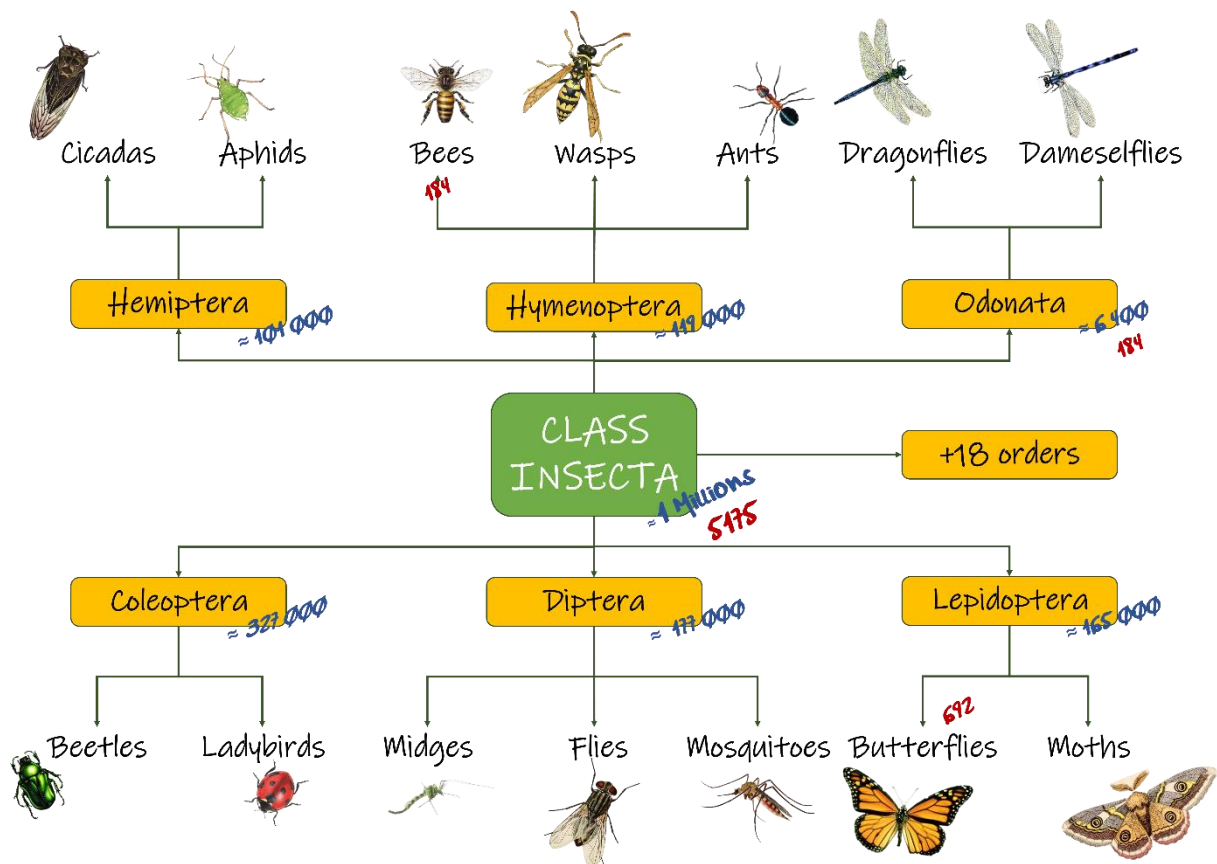 Cicadas
Aphids
Bees
Wasps
Ants
Dragonflies
Dameselflies
184
Hemiptera
≈ 101 000
Hymenoptera
≈ 119 000
Odonata
≈ 6 400
184
CLASS
INSECTA
≈ 1 Millions
5175
+18 orders
Coleoptera
≈ 327 000
Diptera
≈ 177 000
Lepidoptera
≈ 165 000
692
Beetles
Ladybirds
Midges
Flies
Mosquitoes
Butterflies
Moths